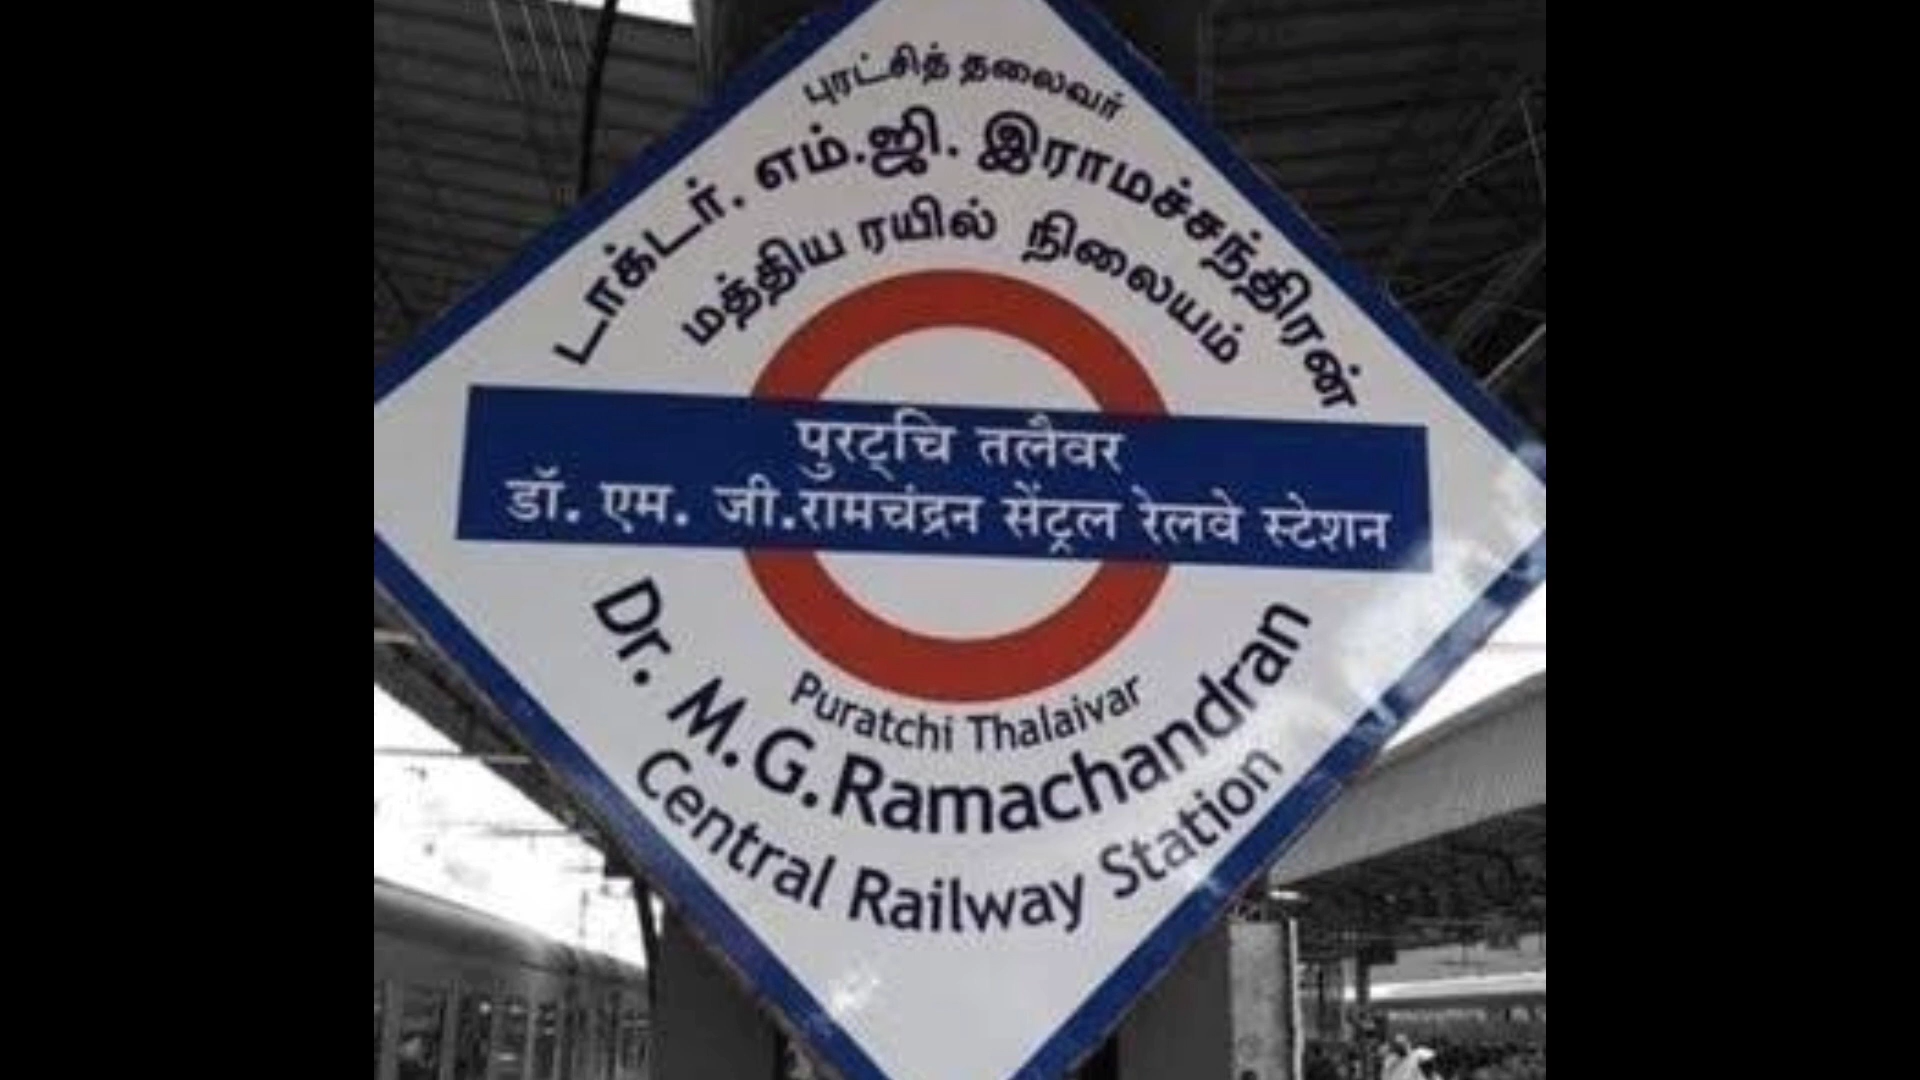 புரட்சித் தலைவர்
டாக்டர். எம்.ஜி. இராமச்சந்திரன்
மத்திய ரயில் நிலையம்
पुरट्चि तलैवर
डॉ. एम. जी.रामचंद्रन सेंट्रल रेलवे स्टेशन
Puratchi Thalaivar
Dr. M.G.Ramachandran
Central Railway Station